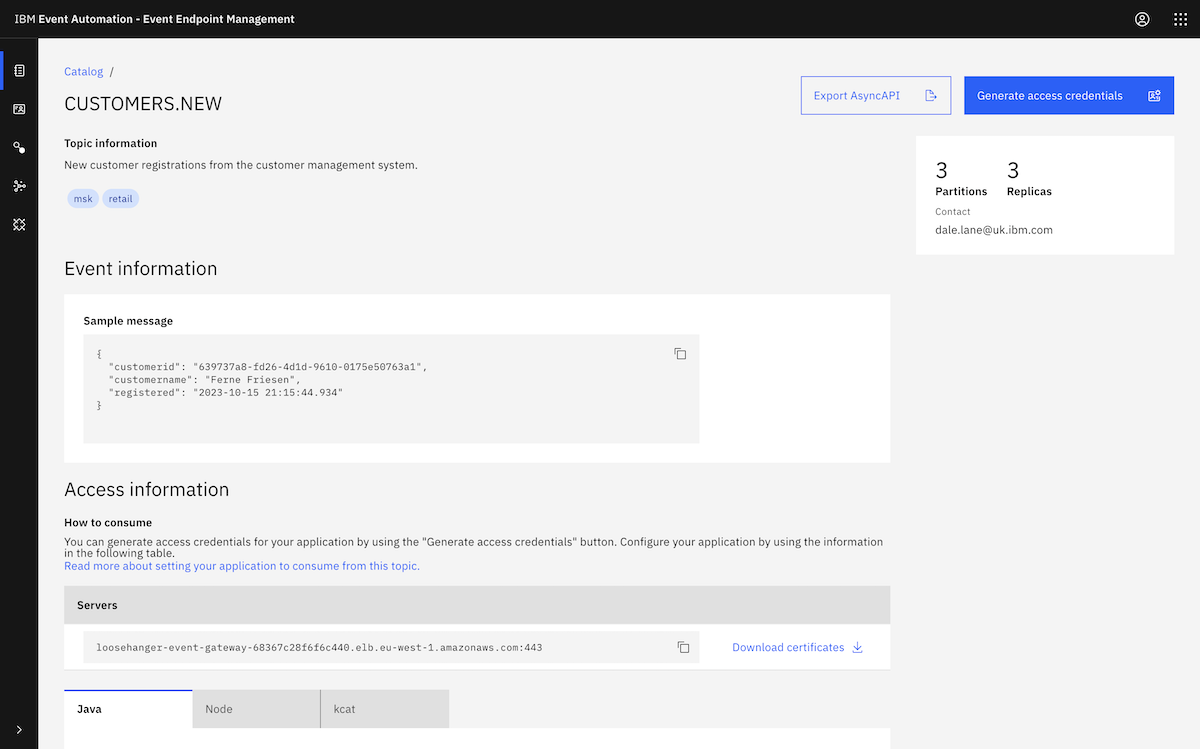 IBM Event Automation - Event Endpoint Management
Catalog /
CUSTOMERS.NEW
Export AsyncAPI
Generate access credentials
Topic information
New customer registrations from the customer management system.
msk retail
3 3
Partitions Replicas
Contact
dale.lane@uk.ibm.com
Event information
Sample message
{
"customerid": "639737a8-fd26-4d1d-9610-0175e50763a1",
"customername": "Ferne Friesen",
"registered": "2023-10-15 21:15:44.934"
}
Access information
How to consume
You can generate access credentials for your application by using the "Generate access credentials" button. Configure your application by using the information
in the following table.
Read more about setting your application to consume from this topic.
Servers
loosehanger-event-gateway-68367c28f6f6c440.elb.eu-west-1.amazonaws.com:443
Download certificates
Java Node kcat